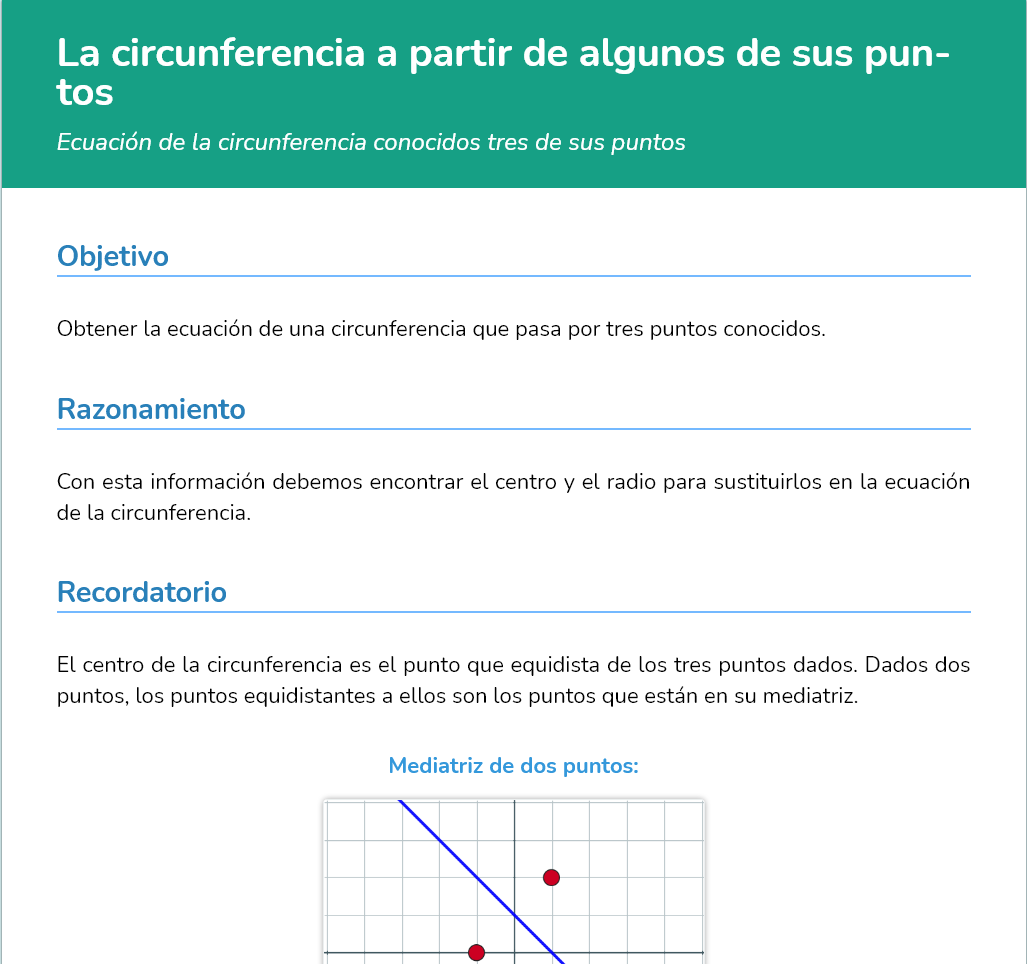 La circunferencia a partir de algunos de sus pun-
tos
Ecuación de la circunferencia conocidos tres de sus puntos
Objetivo
Obtener la ecuación de una circunferencia que pasa por tres puntos conocidos.
Razonamiento
Con esta información debemos encontrar el centro y el radio para sustituirlos en la ecuación
de la circunferencia.
Recordatorio
El centro de la circunferencia es el punto que equidista de los tres puntos dados. Dados dos
puntos, los puntos equidistantes a ellos son los puntos que están en su mediatriz.
Mediatriz de dos puntos: